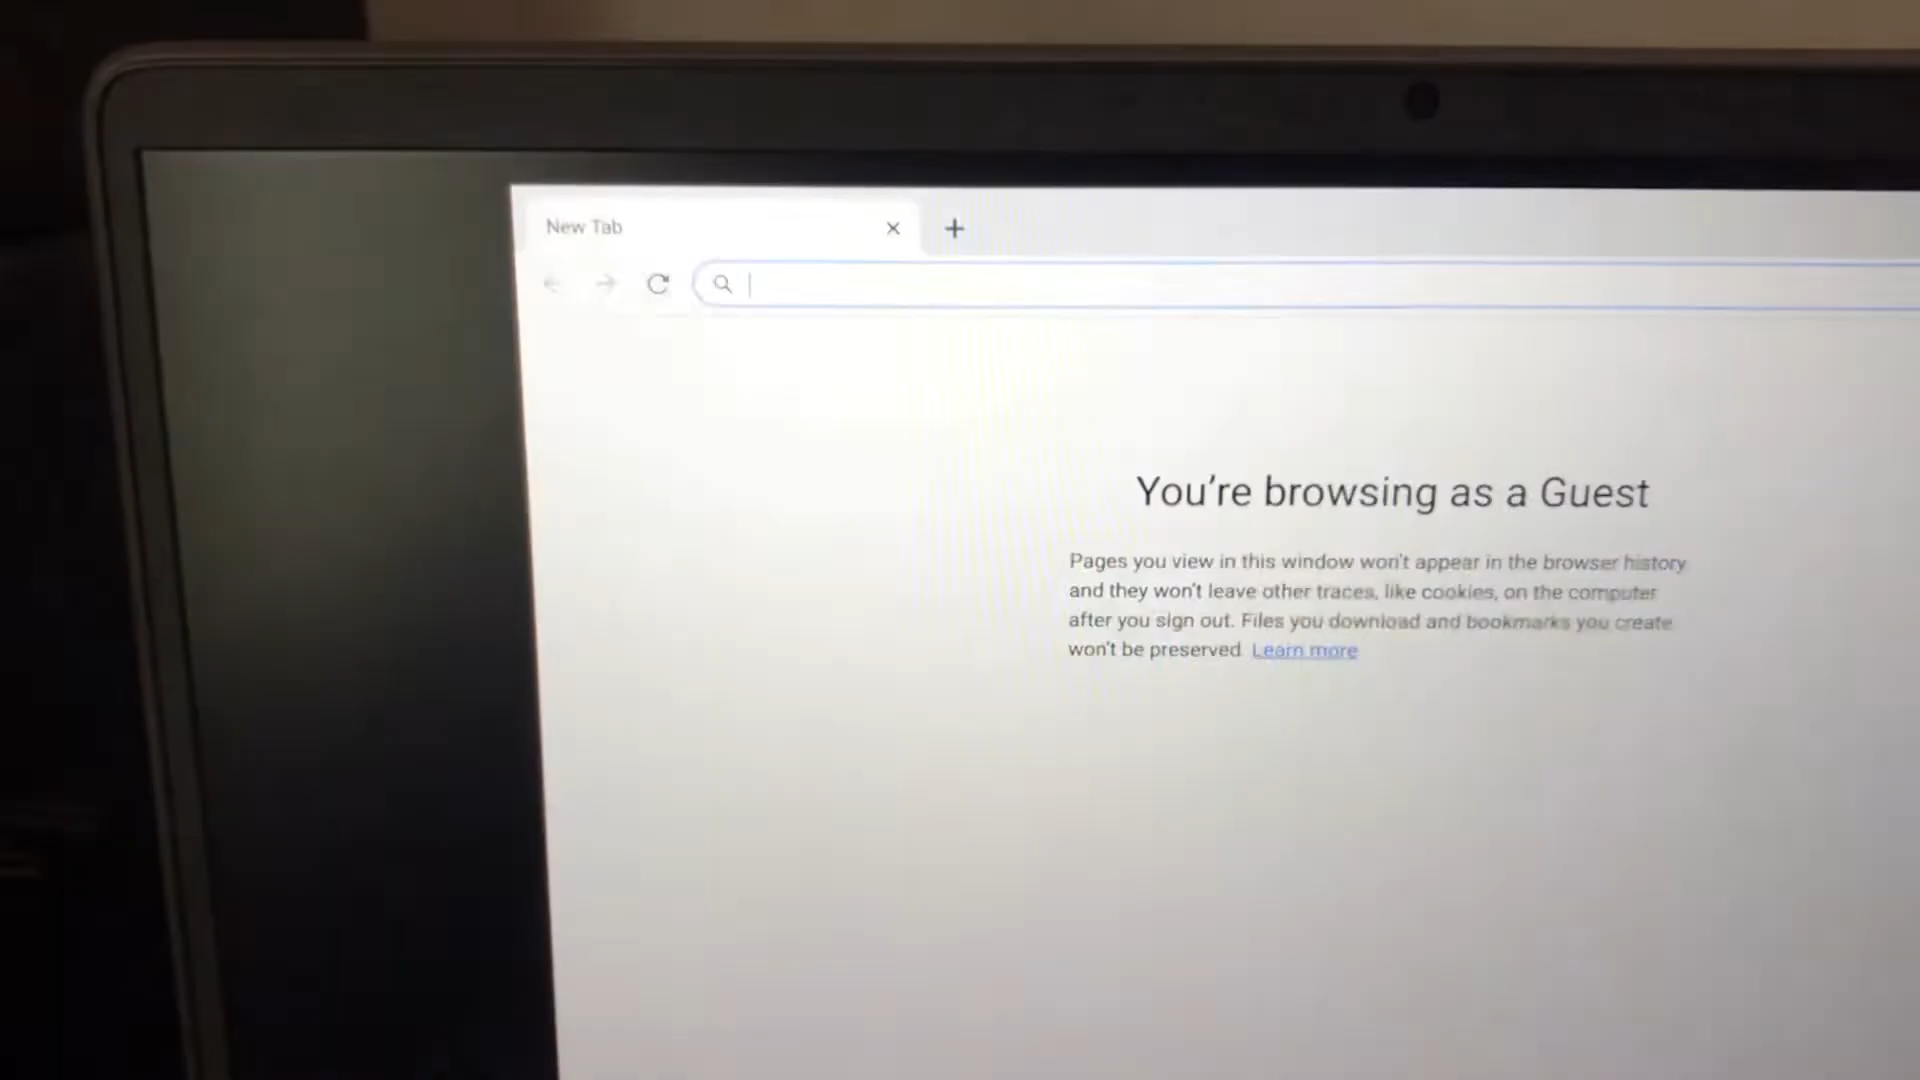 New Tab
You're browsing as a Guest
Pages you view in this window won't appear in the browser history
and they won't leave other traces, like cookies, on the computer
after you sign out. Files you download and bookmarks you create
won't be preserved. Learn more